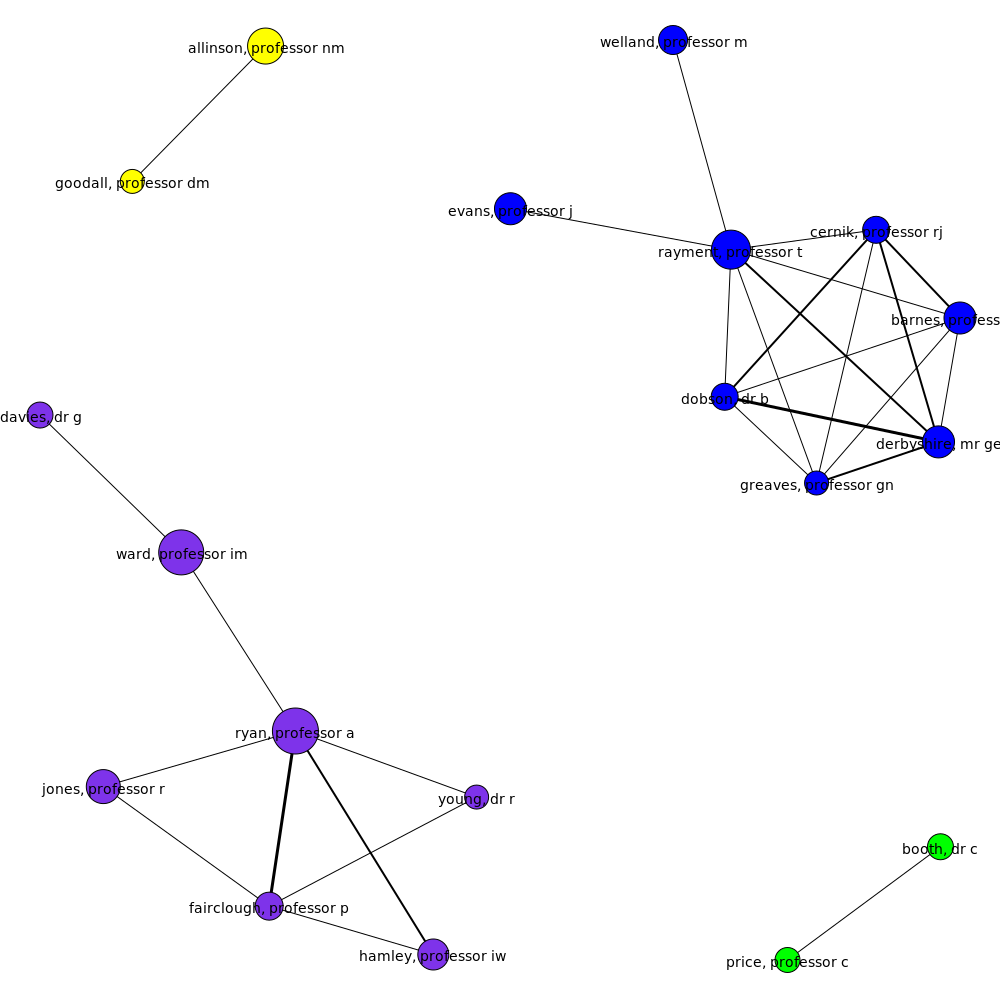 welland, professor m
allinson, professor nm
goodall, professor dm
evans, professor j
cernik, professor rj
rayment, professor t
barnes, profess
dobson, dr b
davies, dr g
derbyshire, mr ge
greaves, professor gn
ward, professor im
ryan, professor a
jones, professor r
young, dr r
booth, dr c
fairclough, professor p
hamley, professor iw
price, professor c